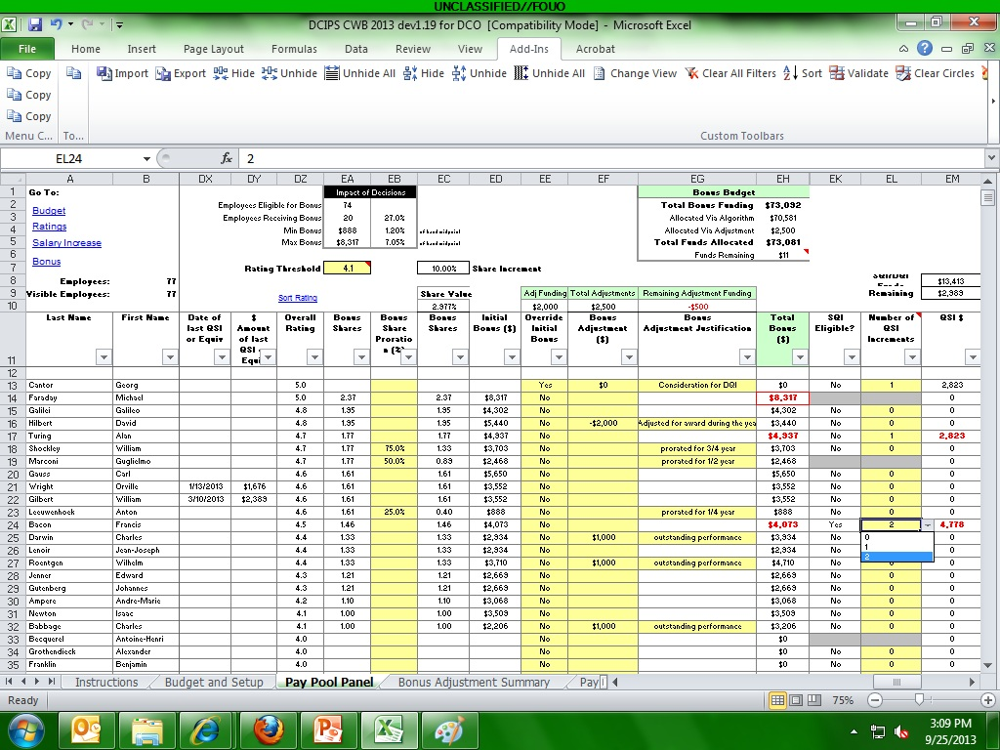 UNCLASSIFIED//FOUO
DCIPS CWB 2013 dev1.19 for DCO [Compatibility Mode] - Microsoft Excel
File Home Insert Page Layout Formulas Data Review View Add-Ins Acrobat
Copy Import Export Hide Unhide Unhide All Hide Unhide Unhide All Change View Clear All Filters Sort Validate Clear Circles
Copy
Copy
Menu C... To... Custom Toolbars
EL24 fx 2
A B DX DY DZ EA EB EC ED EE EF EG EH EK EL EM
1 Go To: Impact of Decisions Bonus Budget
2 Budget Employees Eligible for Bonus 74 Total Bonus Funding $73,092
3 Ratings Employees Receiving Bonus 20 27.0% Allocated Via Algorithm $70,581
4 Salary Increase Min Bonus $888 1.20% Allocated Via Adjustment $2,500
5 Bonus Max Bonus $8,317 7.05% Total Funds Allocated $73,081
6 Funds Remaining $11
7 Rating Threshold 4.1 10.00% Share Increment
8 Employees: 77 $13,413
9 Visible Employees: 77 Sort Rating Share Value Adj Funding Total Adjustments Remaining Adjustment Funding Remaining $2,989
10 2.977% $2,000 $2,500 -$500
11 Last Name First Name Date of last QSI or Equiv $ Amount of last QSI Equi Overall Rating Bonus Shares Bonus Share Proratio n (%) Bonus Shares Initial Bonus ($) Override Initial Bonus Bonus Adjustment ($) Bonus Adjustment Justification Total Bonus ($) SQI Eligible? Number of QSI Increments QSI $
12
13 Cantor Georg 5.0 Yes $0 Consideration for DQI $0 No 1 2,823
14 Faraday Michael 5.0 2.37 2.37 $8,317 No $8,317 0
15 Galilei Galileo 4.8 1.95 1.95 $4,302 No $4,302 No 0 0
16 Hilbert David 4.8 1.95 1.95 $5,440 No -$2,000 Adjusted for award during the yea $3,440 No 0 0
17 Turing Alan 4.7 1.77 1.77 $4,937 No $4,937 No 1 2,823
18 Shockley William 4.7 1.77 75.0% 1.33 $3,703 No prorated for 3/4 year $3,703 No 0 0
19 Marconi Guglielmo 4.7 1.77 50.0% 0.89 $2,468 No prorated for 1/2 year $2,468 0
20 Gauss Carl 4.6 1.61 1.61 $5,650 No $5,650 No 0 0
21 Wright Orville 1/13/2013 $1,676 4.6 1.61 1.61 $3,552 No $3,552 No 0 0
22 Gilbert William 3/10/2013 $2,389 4.6 1.61 1.61 $3,552 No $3,552 No 0 0
23 Leeuwenhoek Anton 4.6 1.61 25.0% 0.40 $888 No prorated for 1/4 year $888 No 0 0
24 Bacon Francis 4.5 1.46 1.46 $4,073 No $4,073 Yes 2 4,778
25 Darwin Charles 4.4 1.33 1.33 $2,934 No $1,000 outstanding performance $3,934 No 0 0
26 Lenoir Jean-Joseph 4.4 1.33 1.33 $2,934 No $2,934 No 1 0
27 Roentgen Wilhelm 4.4 1.33 1.33 $3,710 No $1,000 outstanding performance $4,710 No 2 0
28 Jenner Edward 4.3 1.21 1.21 $2,669 No $2,669 No 0 0
29 Gutenberg Johannes 4.3 1.21 1.21 $2,669 No $2,669 No 0 0
30 Ampere Andre-Marie 4.2 1.10 1.10 $3,068 No $3,068 No 0 0
31 Newton Isaac 4.1 1.00 1.00 $3,509 No $3,509 No 0 0
32 Babbage Charles 4.1 1.00 1.00 $2,206 No $1,000 outstanding performance $3,206 No 0 0
33 Becquerel Antoine-Henri 4.0 No $0 0
34 Grothendieck Alexander 4.0 No $0 No 0 0
35 Franklin Benjamin 4.0 No $0 No 0 0
Instructions Budget and Setup Pay Pool Panel Bonus Adjustment Summary Pay
Ready 75%
3:09 PM
9/25/2013